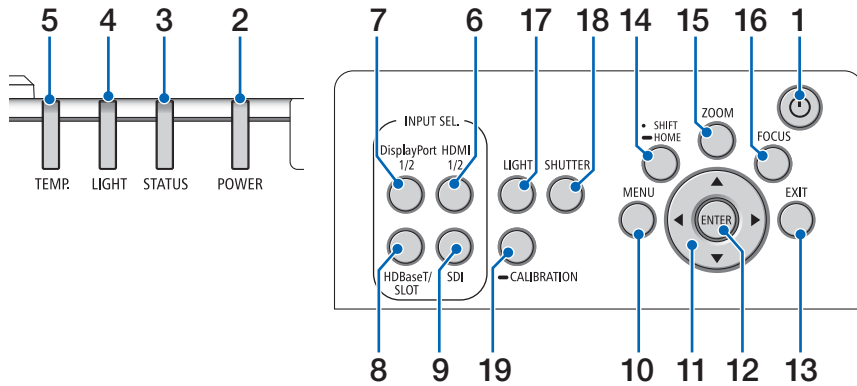 5 4 3 2 7 6 17 18 14 15 16 1
TEMP. LIGHT STATUS POWER
INPUT SEL.
DisplayPort HDMI
1/2 1/2
LIGHT SHUTTER
• SHIFT
━ HOME
ZOOM
FOCUS
MENU
ENTER
EXIT
HDBaseT/ SDI
SLOT
━ CALIBRATION
8 9 19 10 11 12 13